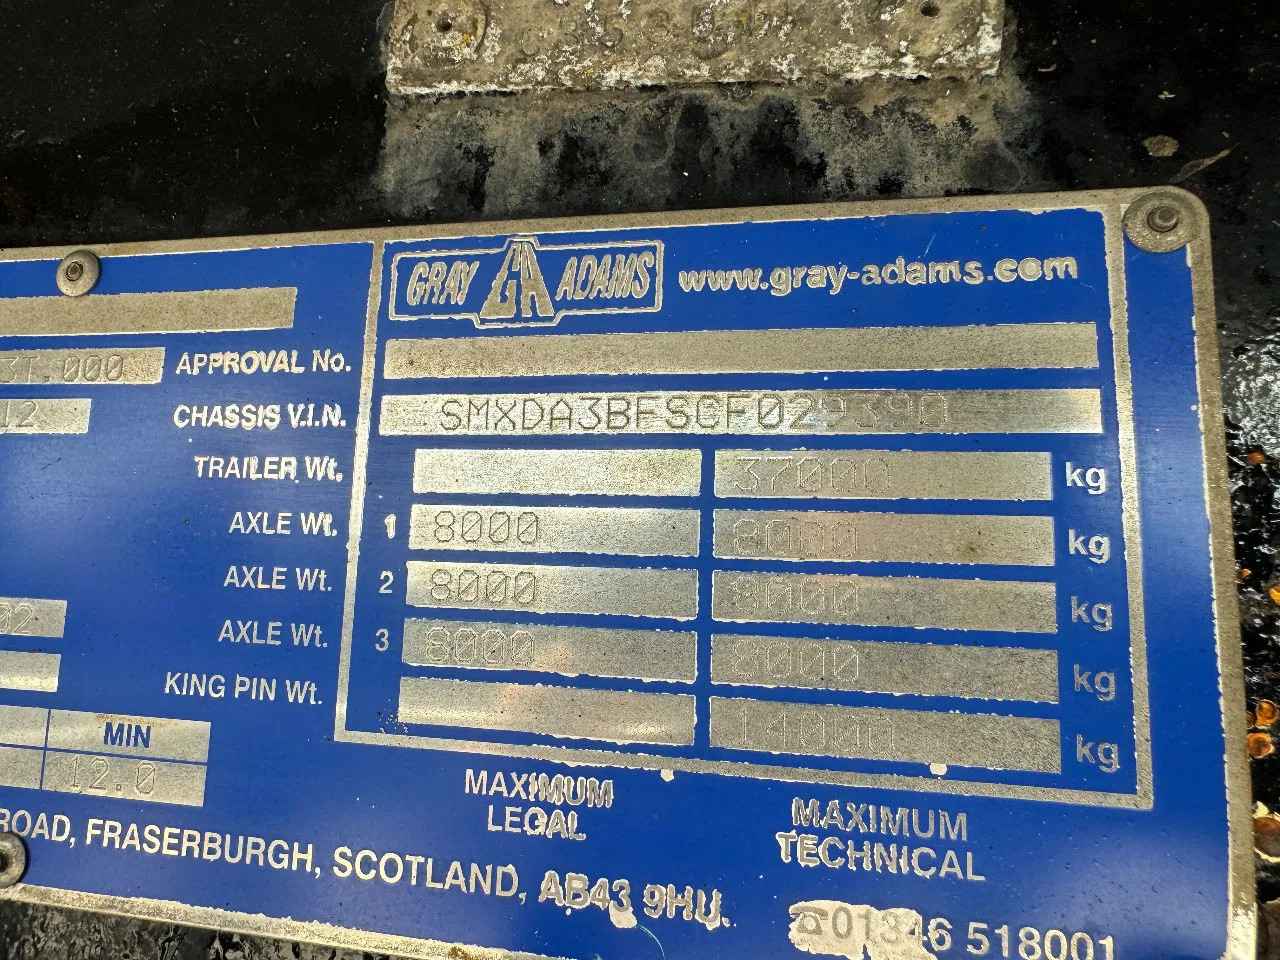 GRAY GA ADAMS www.gray-adams.com
3T.000 APPROVAL No.
12 CHASSIS V.I.N. SMXDA3BFSCF029390
TRAILER Wt. 37000 kg
AXLE Wt. 1 8000 8000 kg
AXLE Wt. 2 8000 8000 kg
02 AXLE Wt. 3 8000 8000 kg
KING PIN Wt. 14000 kg
MIN
12.0
MAXIMUM LEGAL
MAXIMUM TECHNICAL
ROAD, FRASERBURGH, SCOTLAND, AB43 9HU.
☎01346 518001